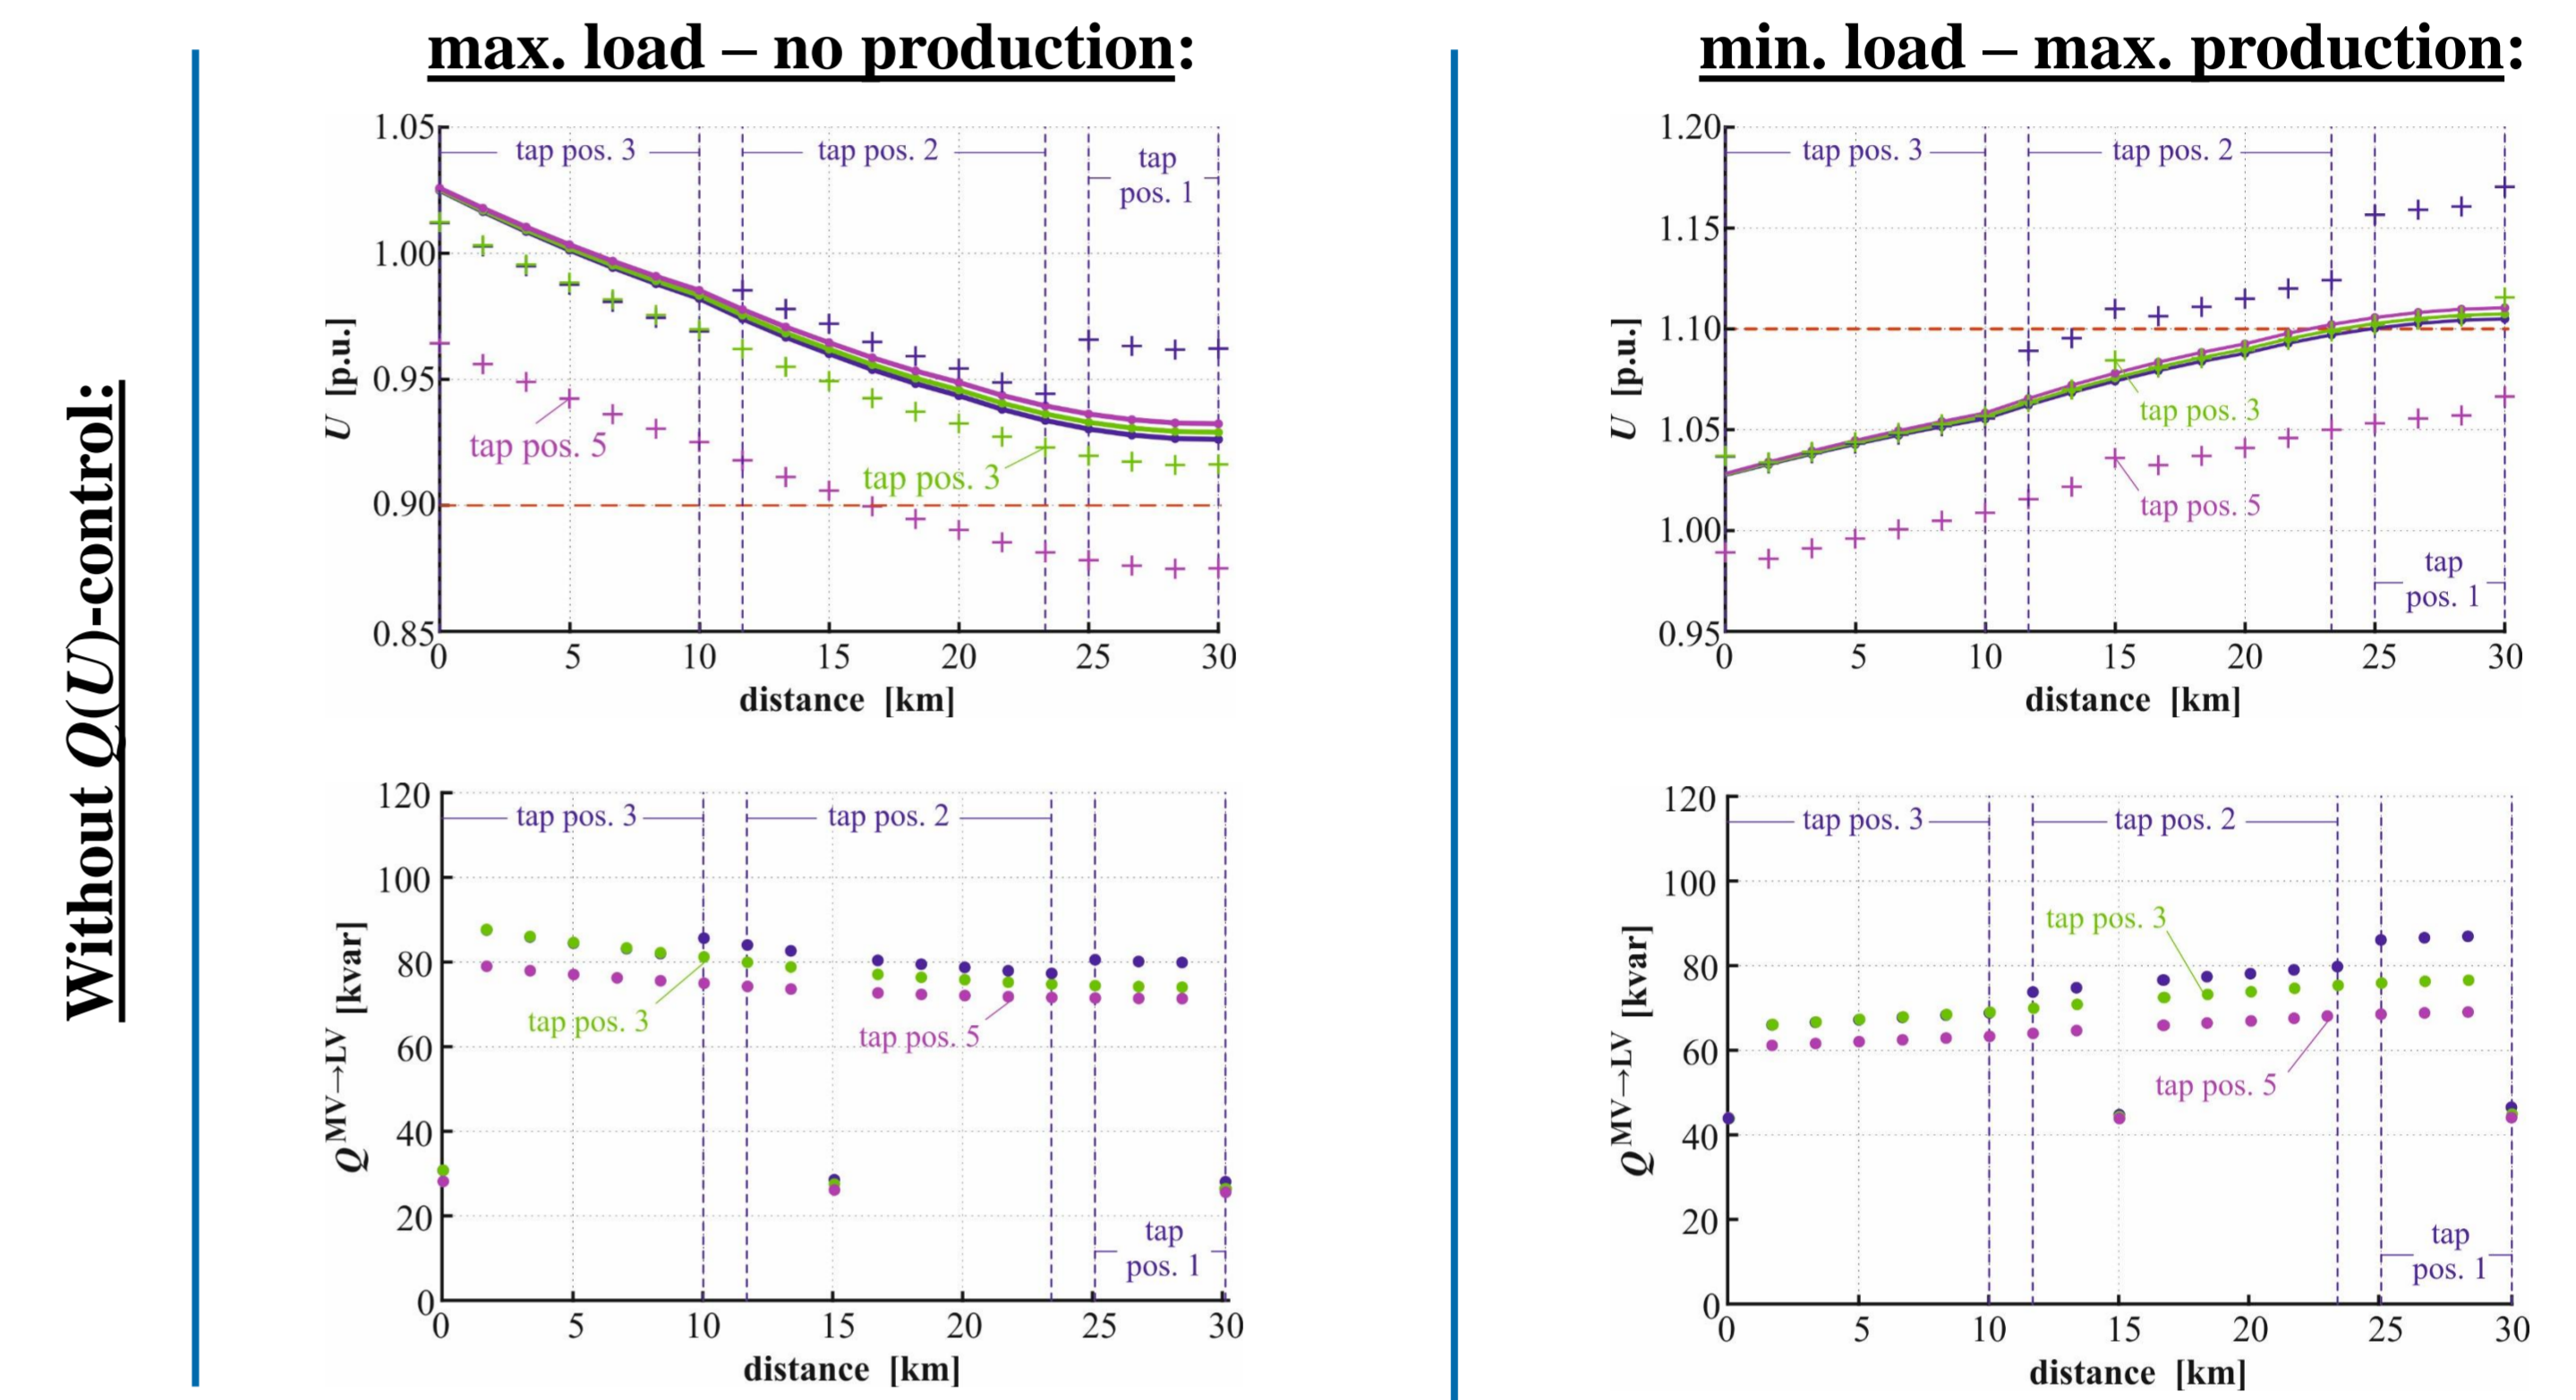 max. load – no production:
min. load – max. production:
Without Q(U)-control:
1.05
1.00
0.95
0.90
0.85
U [p.u.]
tap pos. 3
tap pos. 2
tap
pos. 1
tap pos. 5
tap pos. 3
0
5
10
15
20
25
30
distance [km]
1.20
1.15
1.10
1.05
1.00
0.95
U [p.u.]
tap pos. 3
tap pos. 2
tap pos. 3
tap pos. 5
tap
pos. 1
0
5
10
15
20
25
30
distance [km]
120
100
80
60
40
20
0
Q^MV→LV [kvar]
tap pos. 3
tap pos. 2
tap pos. 3
tap pos. 5
tap
pos. 1
0
5
10
15
20
25
30
distance [km]
120
100
80
60
40
20
0
Q^MV→LV [kvar]
tap pos. 3
tap pos. 2
tap pos. 3
tap pos. 5
tap
pos. 1
0
5
10
15
20
25
30
distance [km]